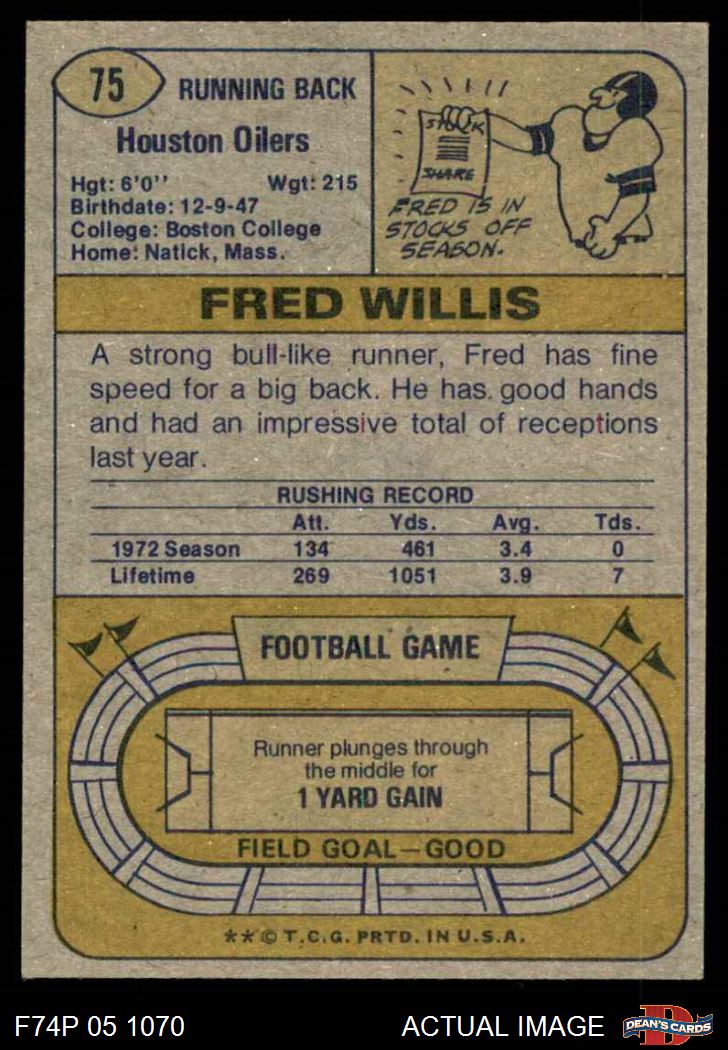 75 RUNNING BACK
Houston Oilers
Hgt: 6'0'' Wgt: 215
Birthdate: 12-9-47
College: Boston College
Home: Natick, Mass.
STOCK
SHARE
FRED IS IN
STOCKS OFF
SEASON.
FRED WILLIS
A strong bull-like runner, Fred has fine
speed for a big back. He has good hands
and had an impressive total of receptions
last year.
RUSHING RECORD
Att. Yds. Avg. Tds.
1972 Season 134 461 3.4 0
Lifetime 269 1051 3.9 7
FOOTBALL GAME
Runner plunges through
the middle for
1 YARD GAIN
FIELD GOAL—GOOD
**© T.C.G. PRTD. IN U.S.A.
F74P 05 1070 ACTUAL IMAGE
D
DEAN'S CARDS